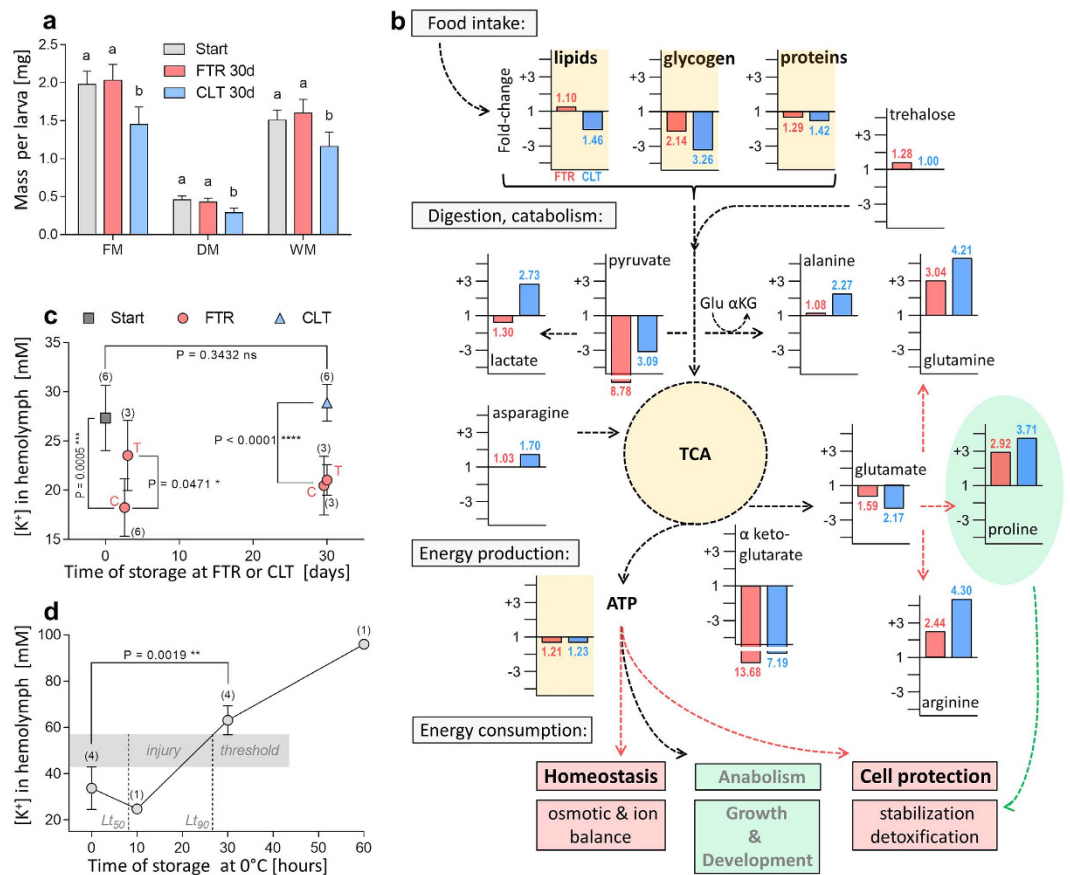 a
Mass per larva [mg]
2.5
2.0
1.5
1.0
0.5
0.0
a
a
b
a
a
b
a
a
b
Start
FTR 30d
CLT 30d
FM
DM
WM
b
Food intake:
Fold-change
lipids
+3
1
-3
1.10
1.46
FTR
CLT
glycogen
+3
1
-3
2.14
3.26
proteins
+3
1
-3
1.29
1.42
trehalose
+3
1
-3
1.28
1.00
Digestion, catabolism:
lactate
+3
1
-3
1.30
2.73
pyruvate
+3
1
-3
8.78
3.09
Glu αKG
alanine
+3
1
-3
1.08
2.27
glutamine
+3
1
-3
3.04
4.21
asparagine
+3
1
-3
1.03
1.70
TCA
glutamate
+3
1
-3
1.59
2.17
proline
+3
1
-3
2.92
3.71
Energy production:
+3
1
-3
1.21
1.23
ATP
α keto-
glutarate
+3
1
-3
13.68
7.19
arginine
+3
1
-3
2.44
4.30
Energy consumption:
Homeostasis
osmotic & ion
balance
Anabolism
Growth
&
Development
Cell protection
stabilization
detoxification
c
Start
FTR
CLT
[K⁺] in hemolymph [mM]
35
30
25
20
15
P = 0.3432 ns
(6)
(6)
(3)
T
P = 0.0005 ***
P = 0.0471 *
C
(6)
P < 0.0001 ****
(3)
T
C
(3)
0
10
20
30
Time of storage at FTR or CLT [days]
d
[K⁺] in hemolymph [mM]
100
80
60
40
20
P = 0.0019 **
(4)
(1)
(4)
(1)
injury
threshold
Lt₅₀
Lt₉₀
0
10
20
30
40
50
60
Time of storage at 0°C [hours]